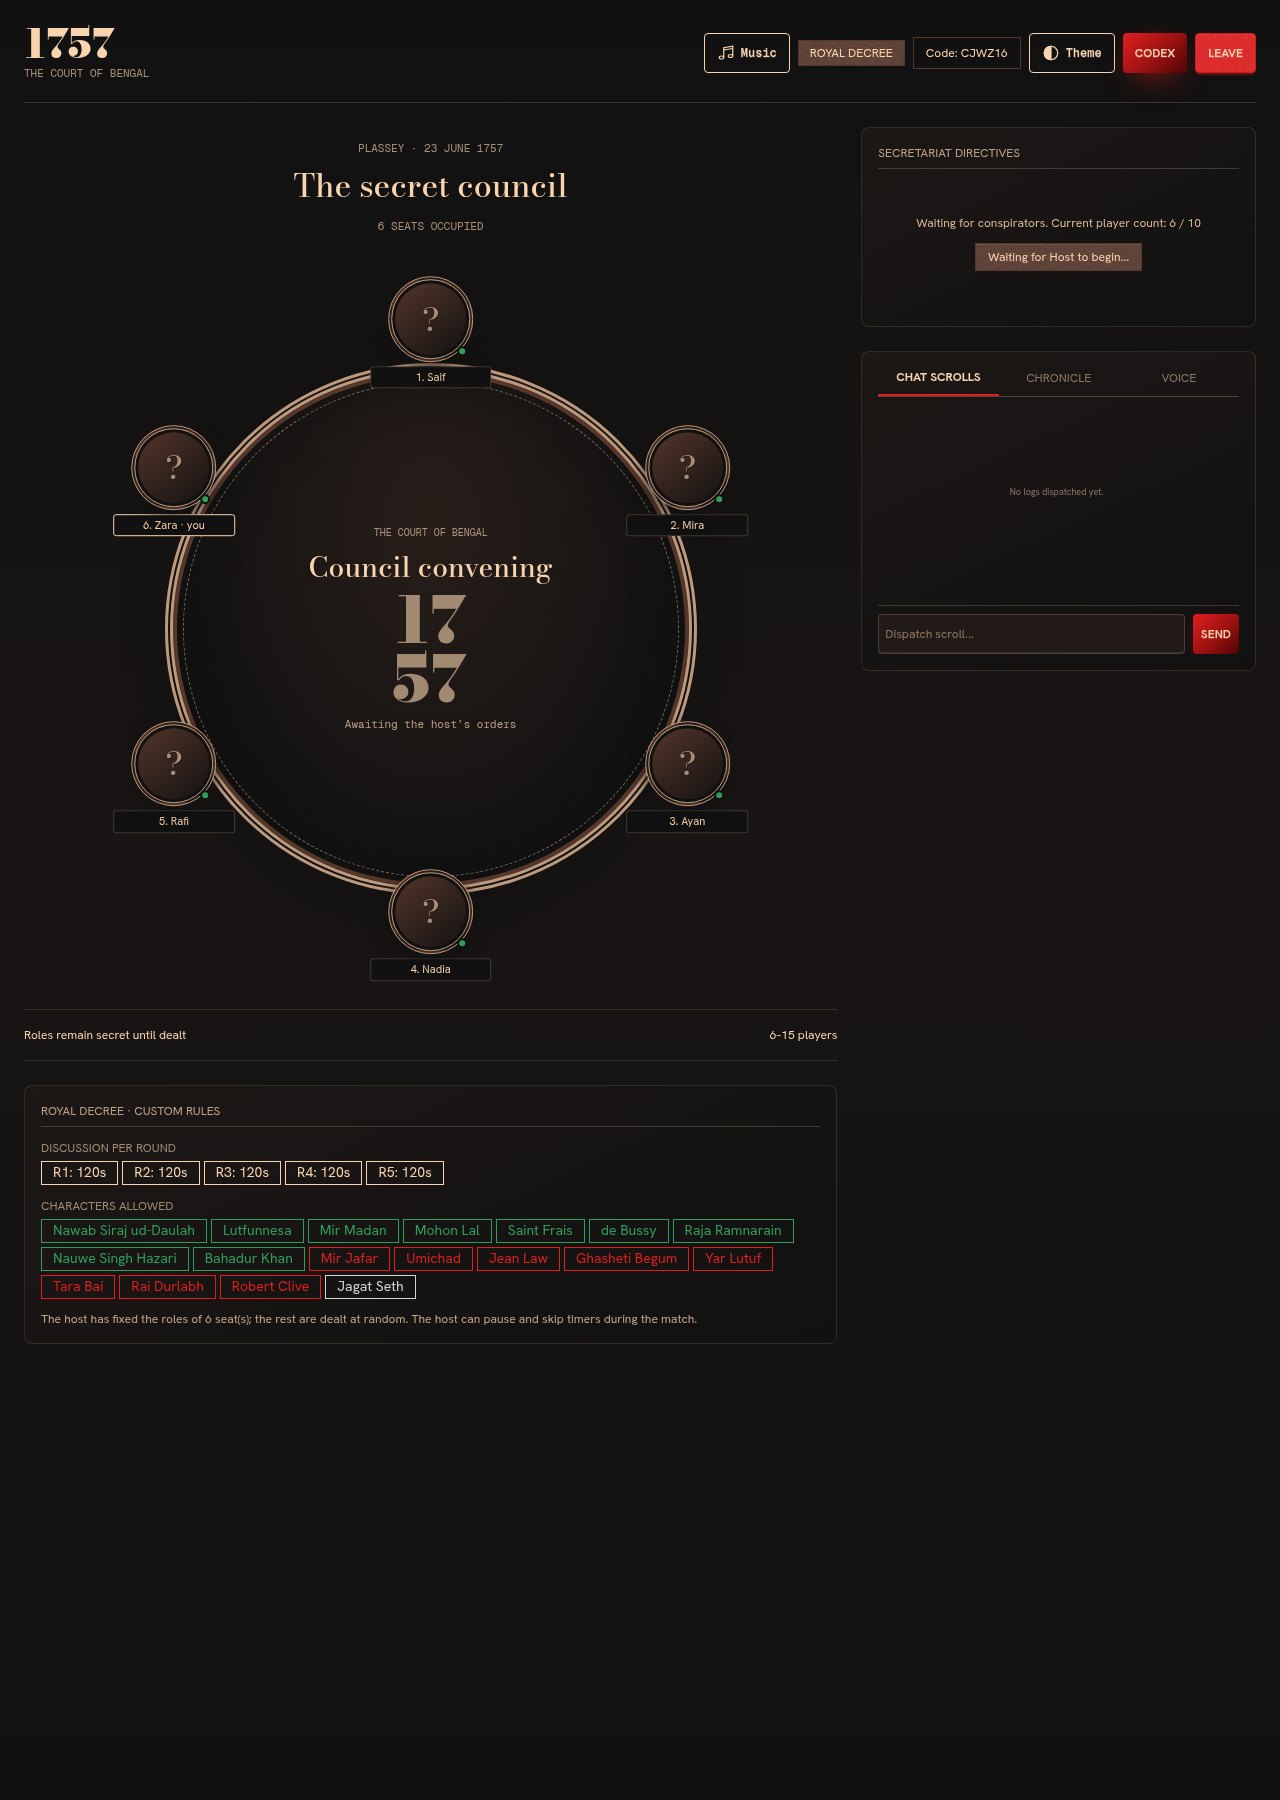 1757
THE COURT OF BENGAL
Music
ROYAL DECREE
Code: CJWZ16
Theme
CODEX
LEAVE
PLASSEY · 23 JUNE 1757
The secret council
6 SEATS OCCUPIED
?
1. Saif
?
6. Zara · you
?
2. Mira
THE COURT OF BENGAL
Council convening
17
57
Awaiting the host's orders
?
5. Rafi
?
3. Ayan
?
4. Nadia
Roles remain secret until dealt
6–15 players
ROYAL DECREE · CUSTOM RULES
DISCUSSION PER ROUND
R1: 120s R2: 120s R3: 120s R4: 120s R5: 120s
CHARACTERS ALLOWED
Nawab Siraj ud-Daulah Lutfunnesa Mir Madan Mohon Lal Saint Frais de Bussy Raja Ramnarain
Nauwe Singh Hazari Bahadur Khan Mir Jafar Umichad Jean Law Ghasheti Begum Yar Lutuf
Tara Bai Rai Durlabh Robert Clive Jagat Seth
The host has fixed the roles of 6 seat(s); the rest are dealt at random. The host can pause and skip timers during the match.
SECRETARIAT DIRECTIVES
Waiting for conspirators. Current player count: 6 / 10
Waiting for Host to begin...
CHAT SCROLLS
CHRONICLE
VOICE
No logs dispatched yet.
Dispatch scroll...
SEND